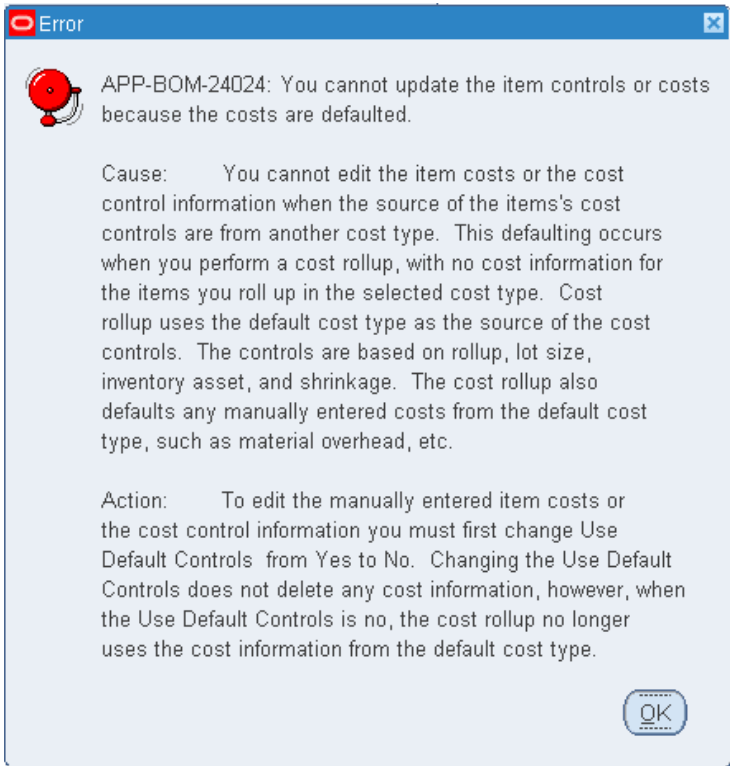 Error
APP-BOM-24024: You cannot update the item controls or costs
because the costs are defaulted.
Cause: You cannot edit the item costs or the cost
control information when the source of the items's cost
controls are from another cost type. This defaulting occurs
when you perform a cost rollup, with no cost information for
the items you roll up in the selected cost type. Cost
rollup uses the default cost type as the source of the cost
controls. The controls are based on rollup, lot size,
inventory asset, and shrinkage. The cost rollup also
defaults any manually entered costs from the default cost
type, such as material overhead, etc.
Action: To edit the manually entered item costs or
the cost control information you must first change Use
Default Controls from Yes to No. Changing the Use Default
Controls does not delete any cost information, however, when
the Use Default Controls is no, the cost rollup no longer
uses the cost information from the default cost type.
OK